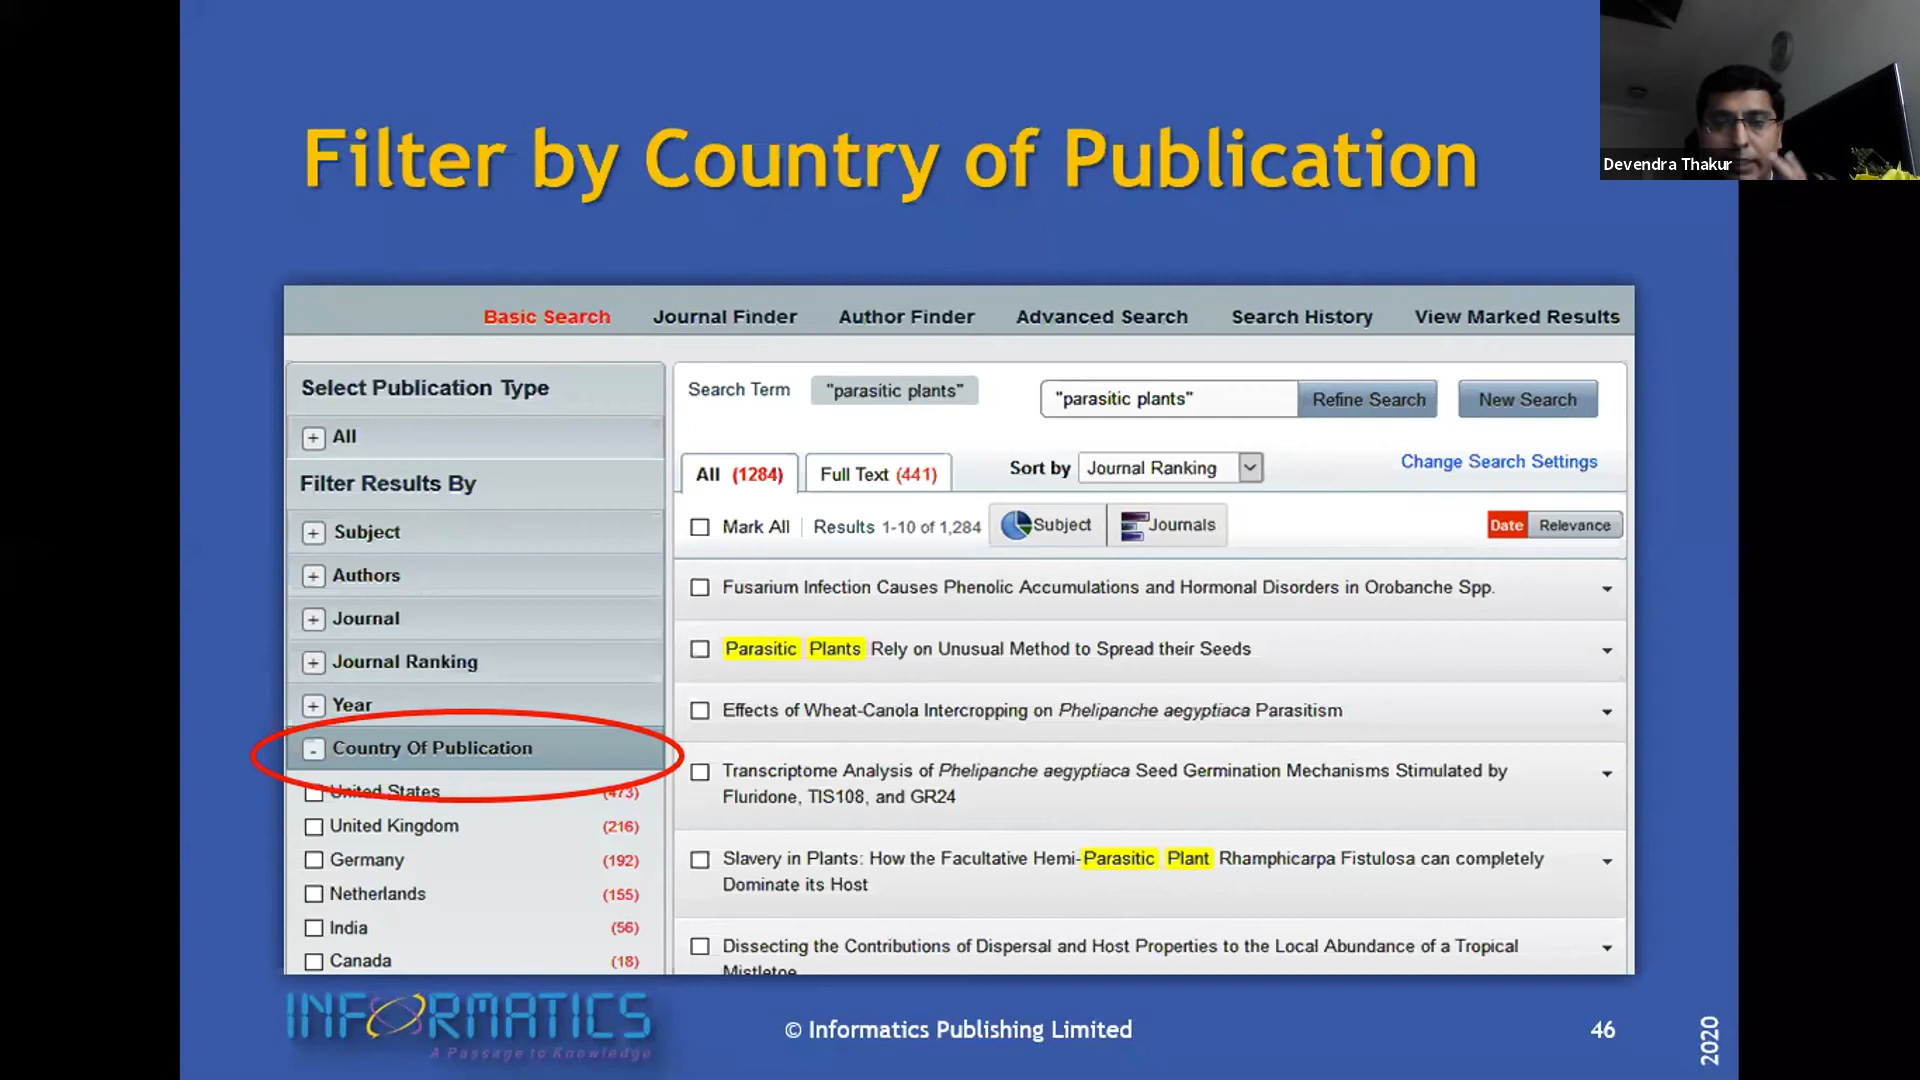 Filter by Country of Publication
Devendra Thakur
Basic Search Journal Finder Author Finder Advanced Search Search History View Marked Results
Select Publication Type
+ All
Filter Results By
+ Subject
+ Authors
+ Journal
+ Journal Ranking
+ Year
- Country Of Publication
United States (473)
United Kingdom (216)
Germany (192)
Netherlands (155)
India (56)
Canada (18)
Search Term "parasitic plants" "parasitic plants" Refine Search New Search
All (1284) Full Text (441) Sort by Journal Ranking Change Search Settings
Mark All Results 1-10 of 1,284 Subject Journals Date Relevance
Fusarium Infection Causes Phenolic Accumulations and Hormonal Disorders in Orobanche Spp.
Parasitic Plants Rely on Unusual Method to Spread their Seeds
Effects of Wheat-Canola Intercropping on Phelipanche aegyptiaca Parasitism
Transcriptome Analysis of Phelipanche aegyptiaca Seed Germination Mechanisms Stimulated by
Fluridone, TIS108, and GR24
Slavery in Plants: How the Facultative Hemi-Parasitic Plant Rhamphicarpa Fistulosa can completely
Dominate its Host
Dissecting the Contributions of Dispersal and Host Properties to the Local Abundance of a Tropical
Mistletoe
INFORMATICS
A Passage to Knowledge
© Informatics Publishing Limited
46
2020